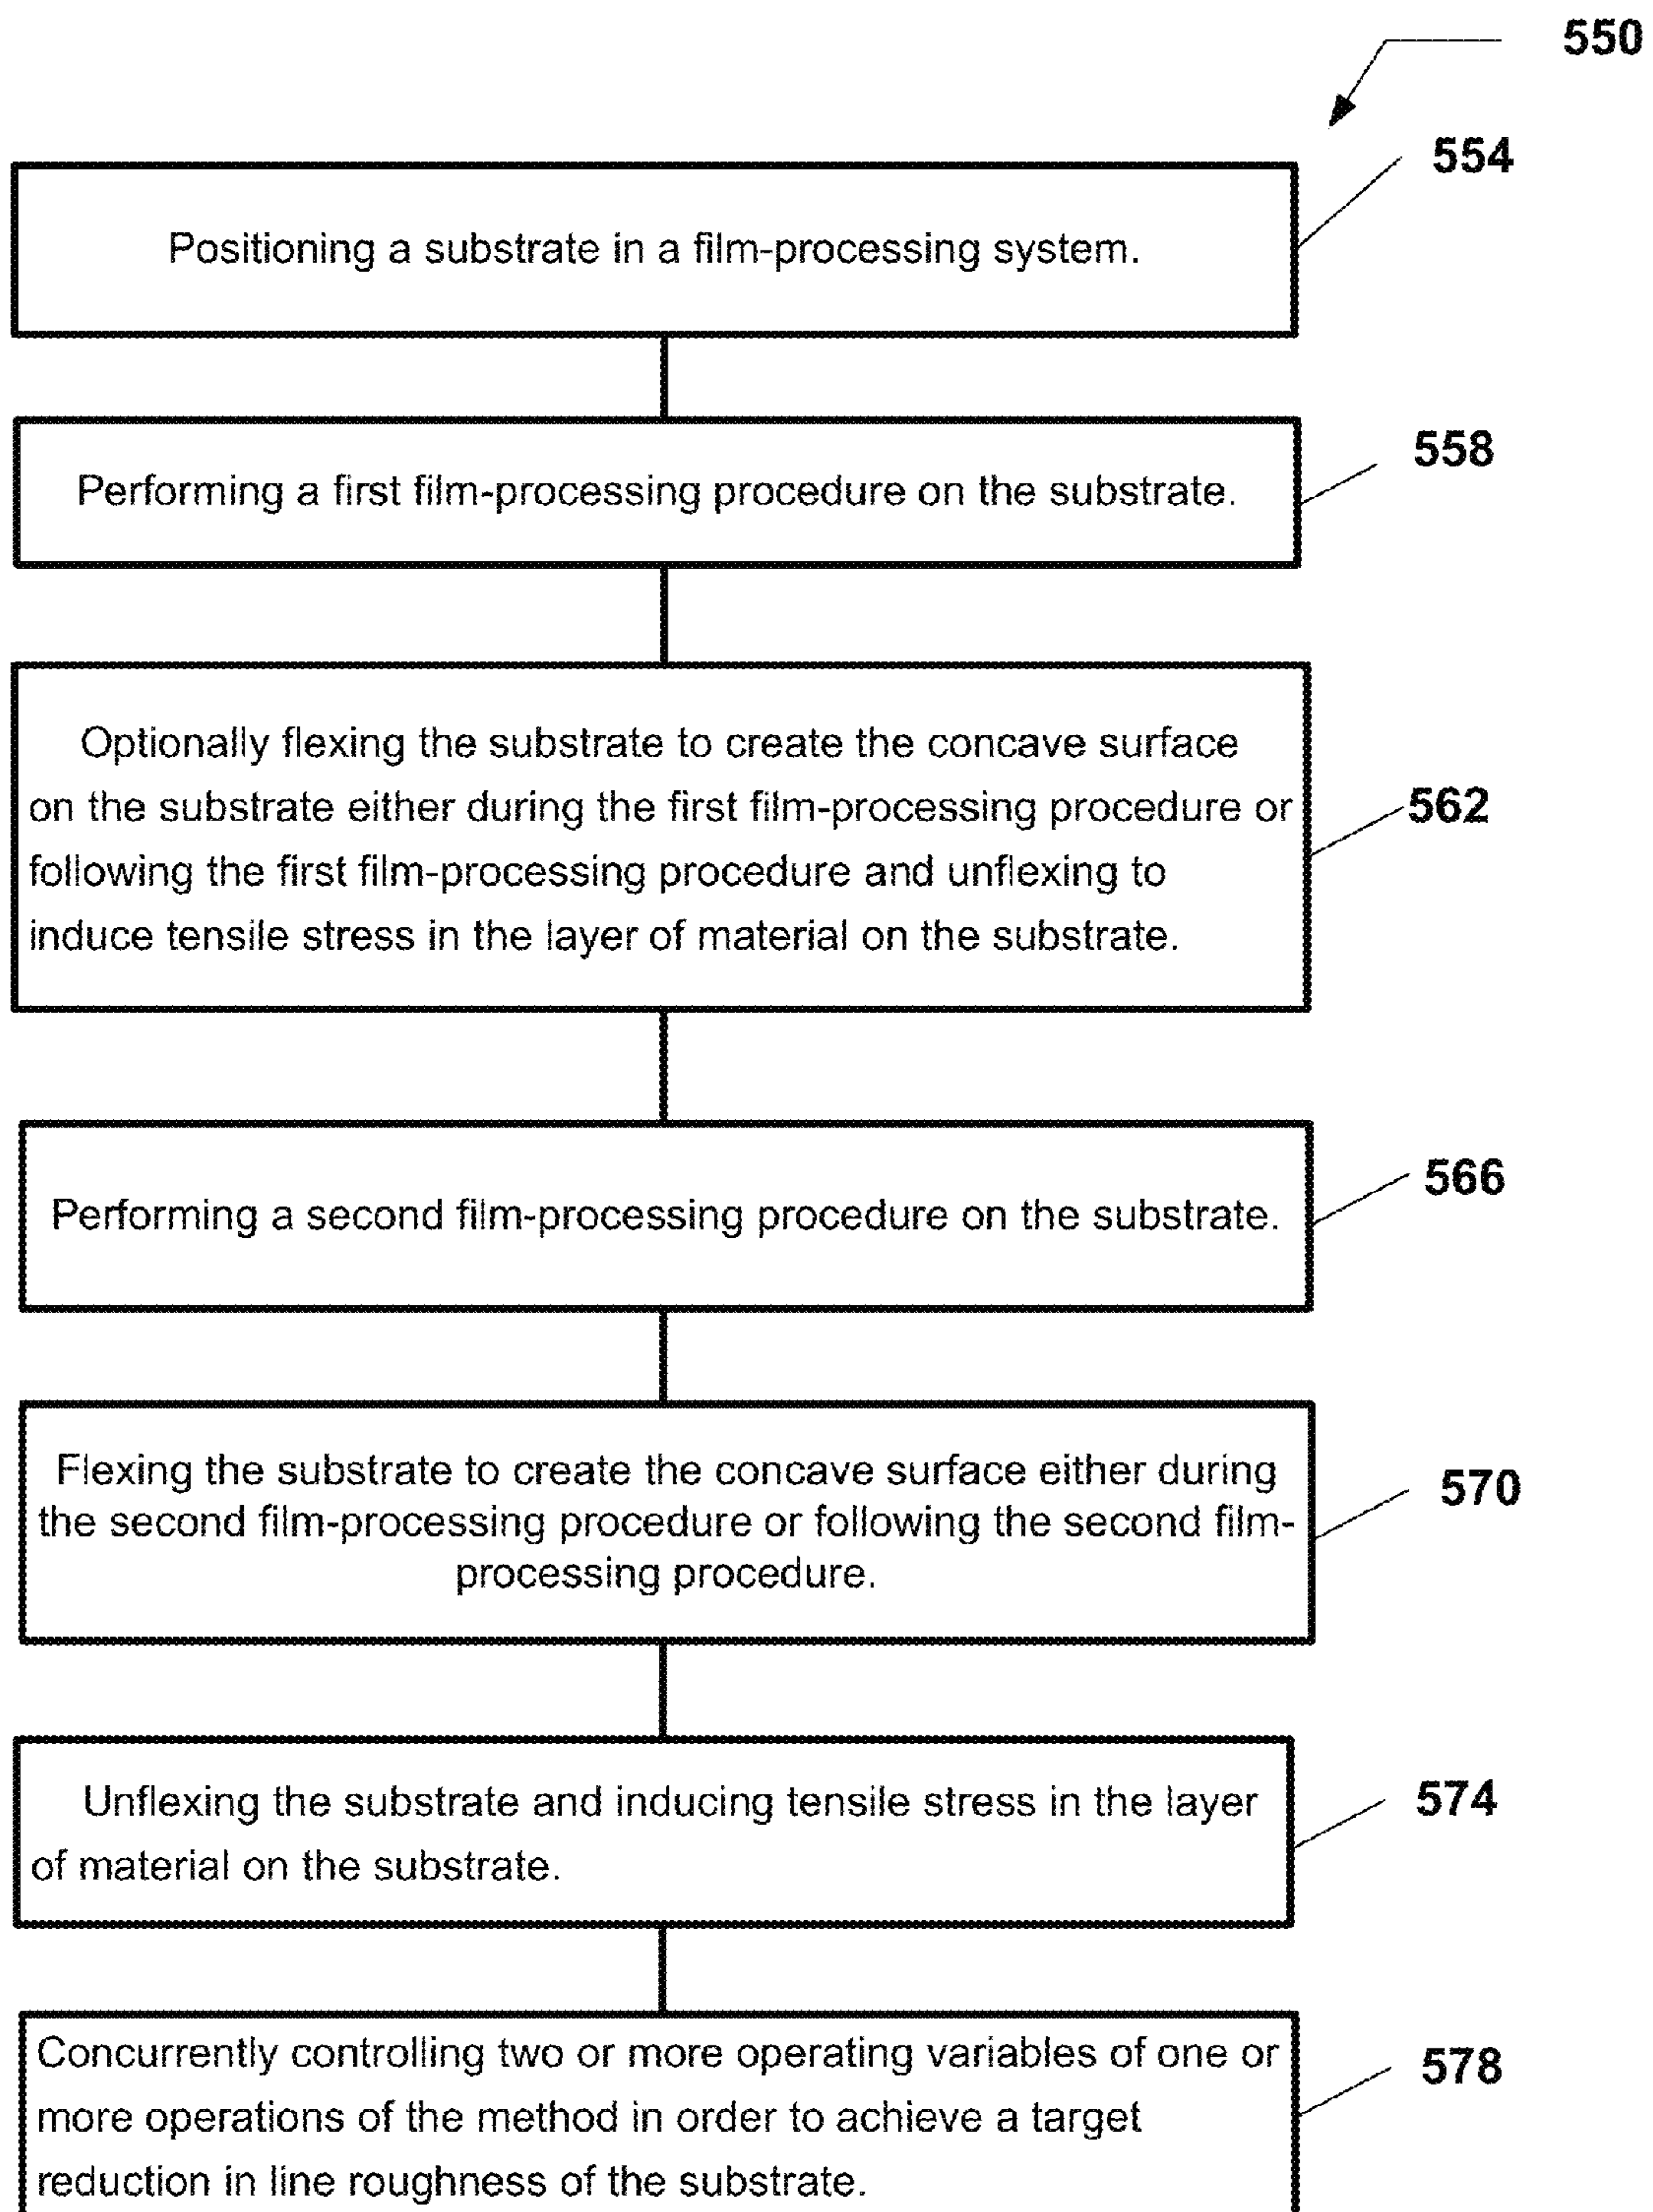 550
554
Positioning a substrate in a film-processing system.
558
Performing a first film-processing procedure on the substrate.
Optionally flexing the substrate to create the concave surface
on the substrate either during the first film-processing procedure or
following the first film-processing procedure and unflexing to
induce tensile stress in the layer of material on the substrate.
562
566
Performing a second film-processing procedure on the substrate.
Flexing the substrate to create the concave surface either during
the second film-processing procedure or following the second film-
processing procedure.
570
Unflexing the substrate and inducing tensile stress in the layer
of material on the substrate.
574
Concurrently controlling two or more operating variables of one or
more operations of the method in order to achieve a target
reduction in line roughness of the substrate.
578